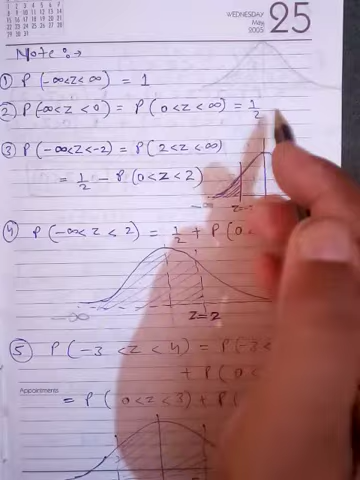 WEDNESDAY
May
2005
25
Note :→
① P(-∞<z<∞) = 1
② P(∞<z<0) = P(0<z<∞) = 1/2
③ P(-∞<z<-2) = P(2<z<∞)
= 1/2 - P(0<z<2)
-∞ z=-
④ P(-∞<z<2) = 1/2 + P(0
-∞ z=2
⑤ P(-3<z<4) = P(-3<
+ P(0<
Appointments
= P(0<z<3) + P(